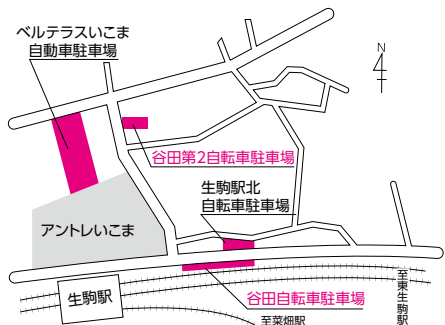 ベルテラスいこま
自動車駐車場
N
谷田第2自転車駐車場
生駒駅北
自転車駐車場
アントレいこま
生駒駅
谷田自転車駐車場
至菜畑駅
至東生駒駅